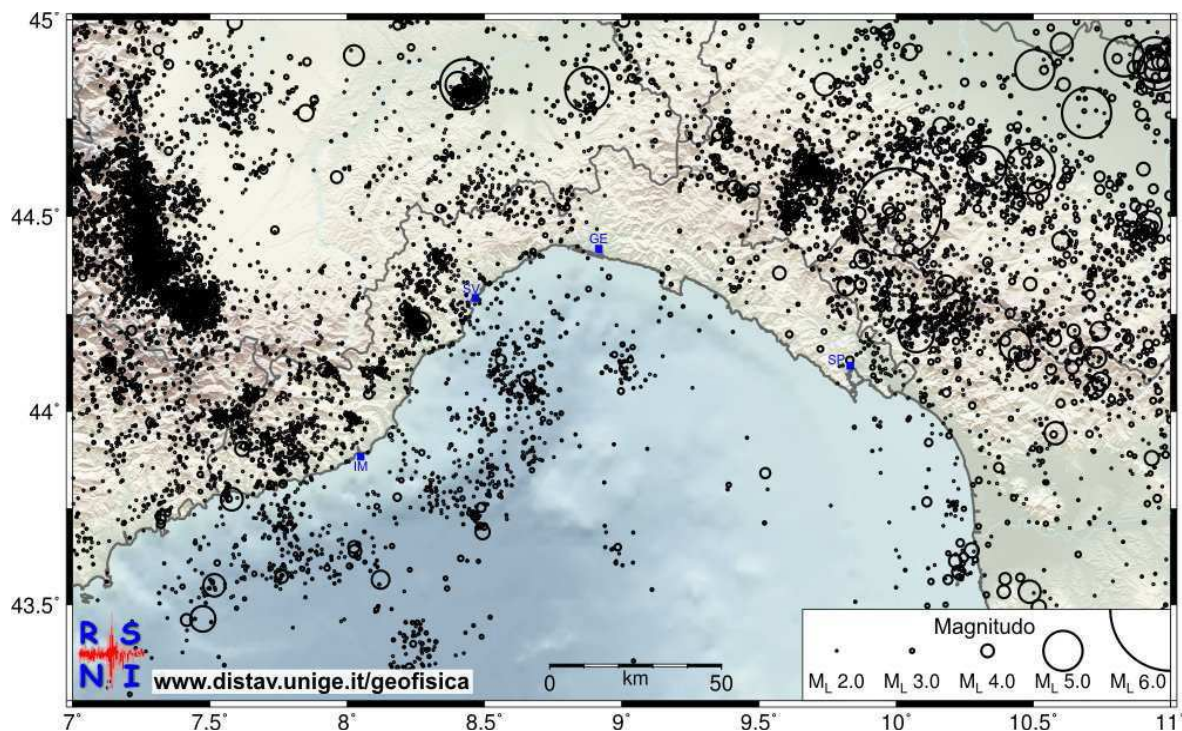 45˚
44.5˚
44˚
43.5˚
GE
SV
SP
IM
R S
N I
www.distav.unige.it/geofisica
0 km 50
Magnitudo
ML 2.0 ML 3.0 ML 4.0 ML 5.0 ML 6.0
7˚ 7.5˚ 8˚ 8.5˚ 9˚ 9.5˚ 10˚ 10.5˚ 11˚